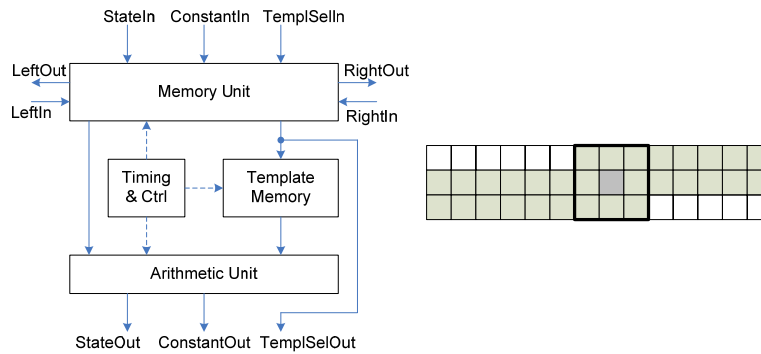 StateIn ConstantIn TemplSelIn
LeftOut RightOut
Memory Unit
LeftIn RightIn
Timing
& Ctrl
Template
Memory
Arithmetic Unit
StateOut ConstantOut TemplSelOut